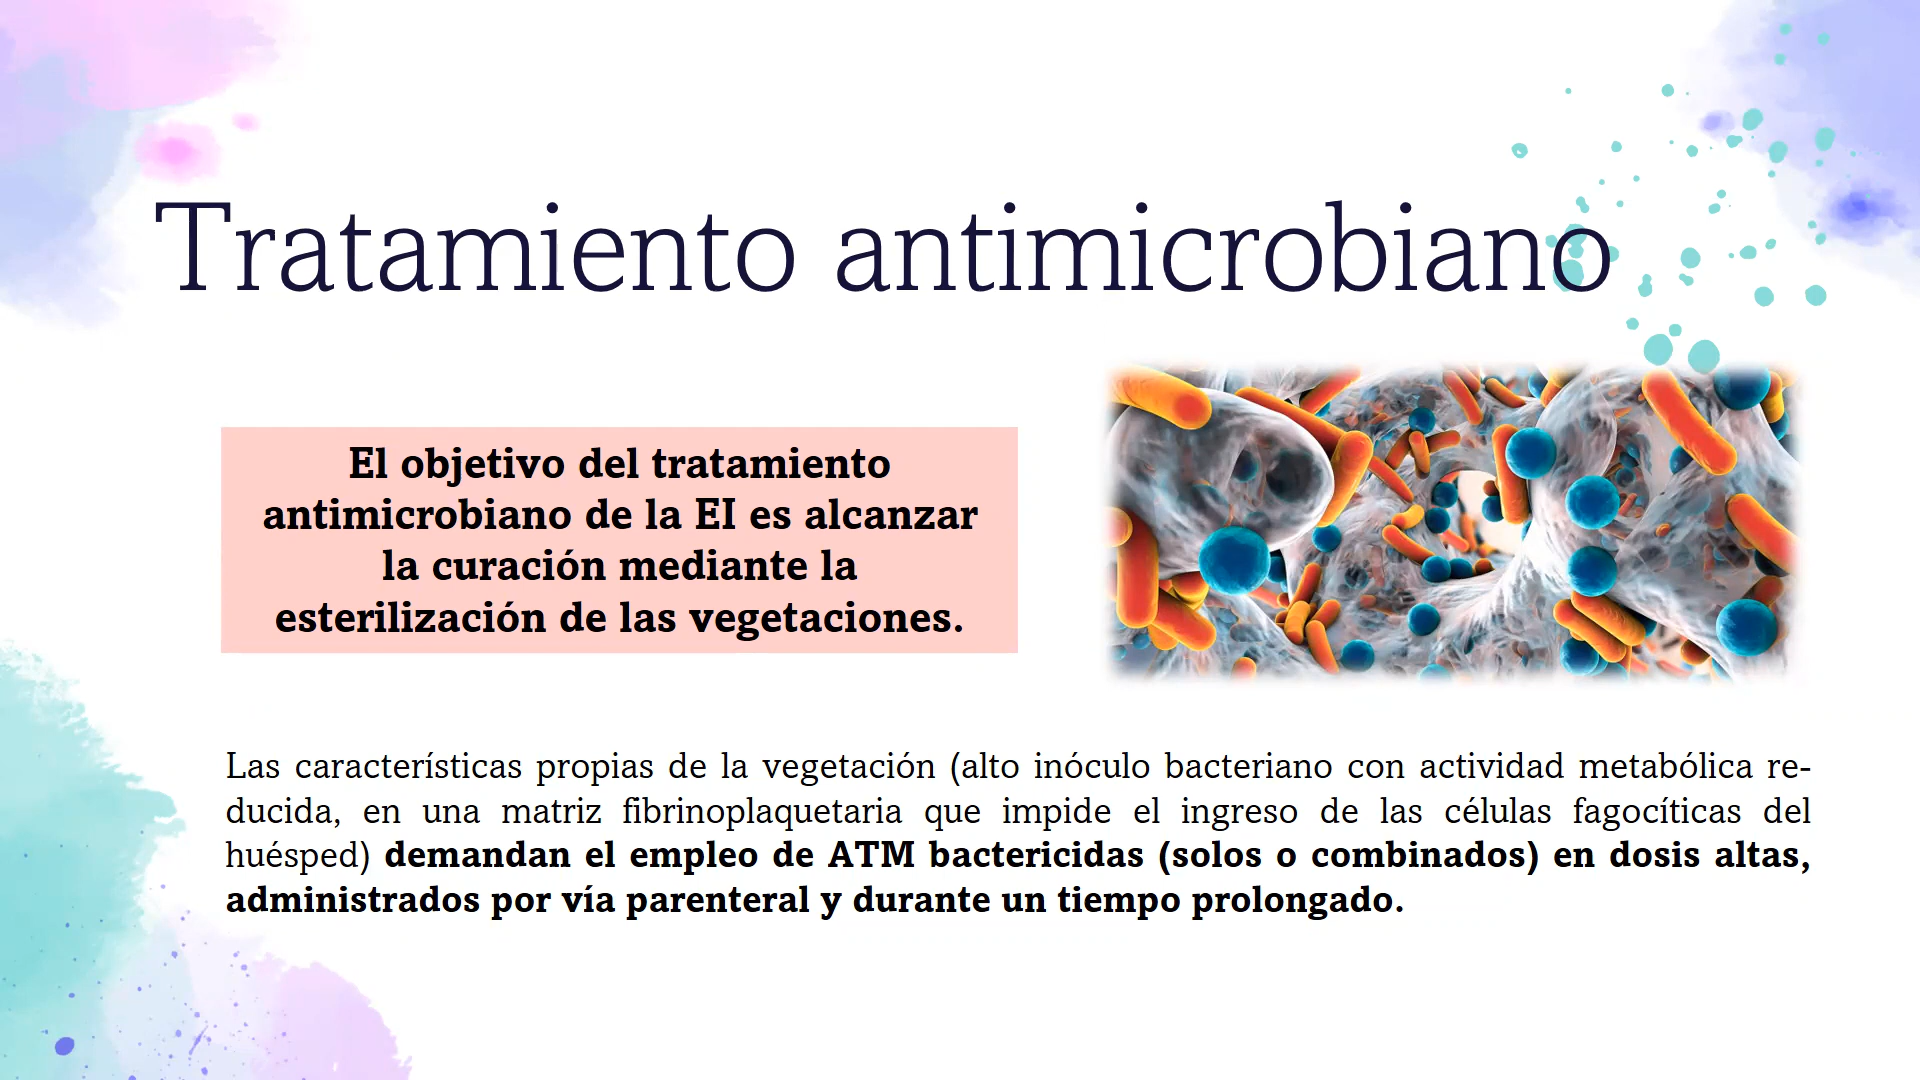 Tratamiento antimicrobiano
El objetivo del tratamiento
antimicrobiano de la EI es alcanzar
la curación mediante la
esterilización de las vegetaciones.
Las características propias de la vegetación (alto inóculo bacteriano con actividad metabólica re-
ducida, en una matriz fibrinoplaquetaria que impide el ingreso de las células fagocíticas del
huésped) demandan el empleo de ATM bactericidas (solos o combinados) en dosis altas,
administrados por vía parenteral y durante un tiempo prolongado.